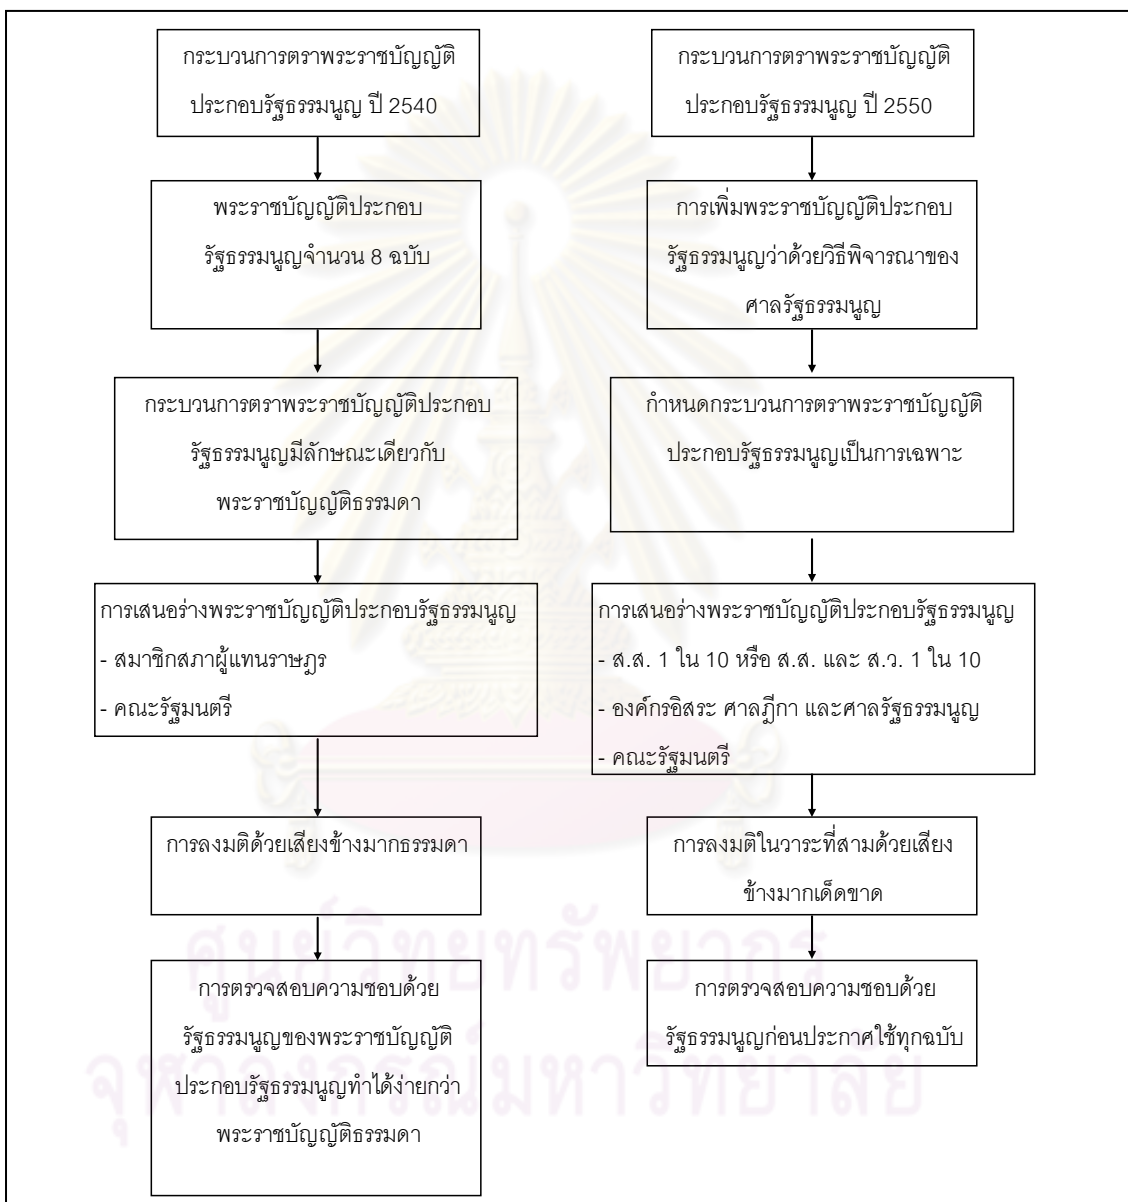 กระบวนการตราพระราชบัญญัติ
ประกอบรัฐธรรมนูญ ปี 2540
พระราชบัญญัติประกอบ
รัฐธรรมนูญจำนวน 8 ฉบับ
กระบวนการตราพระราชบัญญัติประกอบ
รัฐธรรมนูญมีลักษณะเดียวกับ
พระราชบัญญัติธรรมดา
การเสนอร่างพระราชบัญญัติประกอบรัฐธรรมนูญ
- สมาชิกสภาผู้แทนราษฎร
- คณะรัฐมนตรี
การลงมติด้วยเสียงข้างมากธรรมดา
การตรวจสอบความชอบด้วย
รัฐธรรมนูญของพระราชบัญญัติ
ประกอบรัฐธรรมนูญทำได้ง่ายกว่า
พระราชบัญญัติธรรมดา
กระบวนการตราพระราชบัญญัติ
ประกอบรัฐธรรมนูญ ปี 2550
การเพิ่มพระราชบัญญัติประกอบ
รัฐธรรมนูญว่าด้วยวิธีพิจารณาของ
ศาลรัฐธรรมนูญ
กำหนดกระบวนการตราพระราชบัญญัติ
ประกอบรัฐธรรมนูญเป็นการเฉพาะ
การเสนอร่างพระราชบัญญัติประกอบรัฐธรรมนูญ
- ส.ส. 1 ใน 10 หรือ ส.ส. และ ส.ว. 1 ใน 10
- องค์กรอิสระ ศาลฎีกา และศาลรัฐธรรมนูญ
- คณะรัฐมนตรี
การลงมติในวาระที่สามด้วยเสียง
ข้างมากเด็ดขาด
การตรวจสอบความชอบด้วย
รัฐธรรมนูญก่อนประกาศใช้ทุกฉบับ
ศูนย์วิทยทรัพยากร
จุฬาลงกรณ์มหาวิทยาลัย